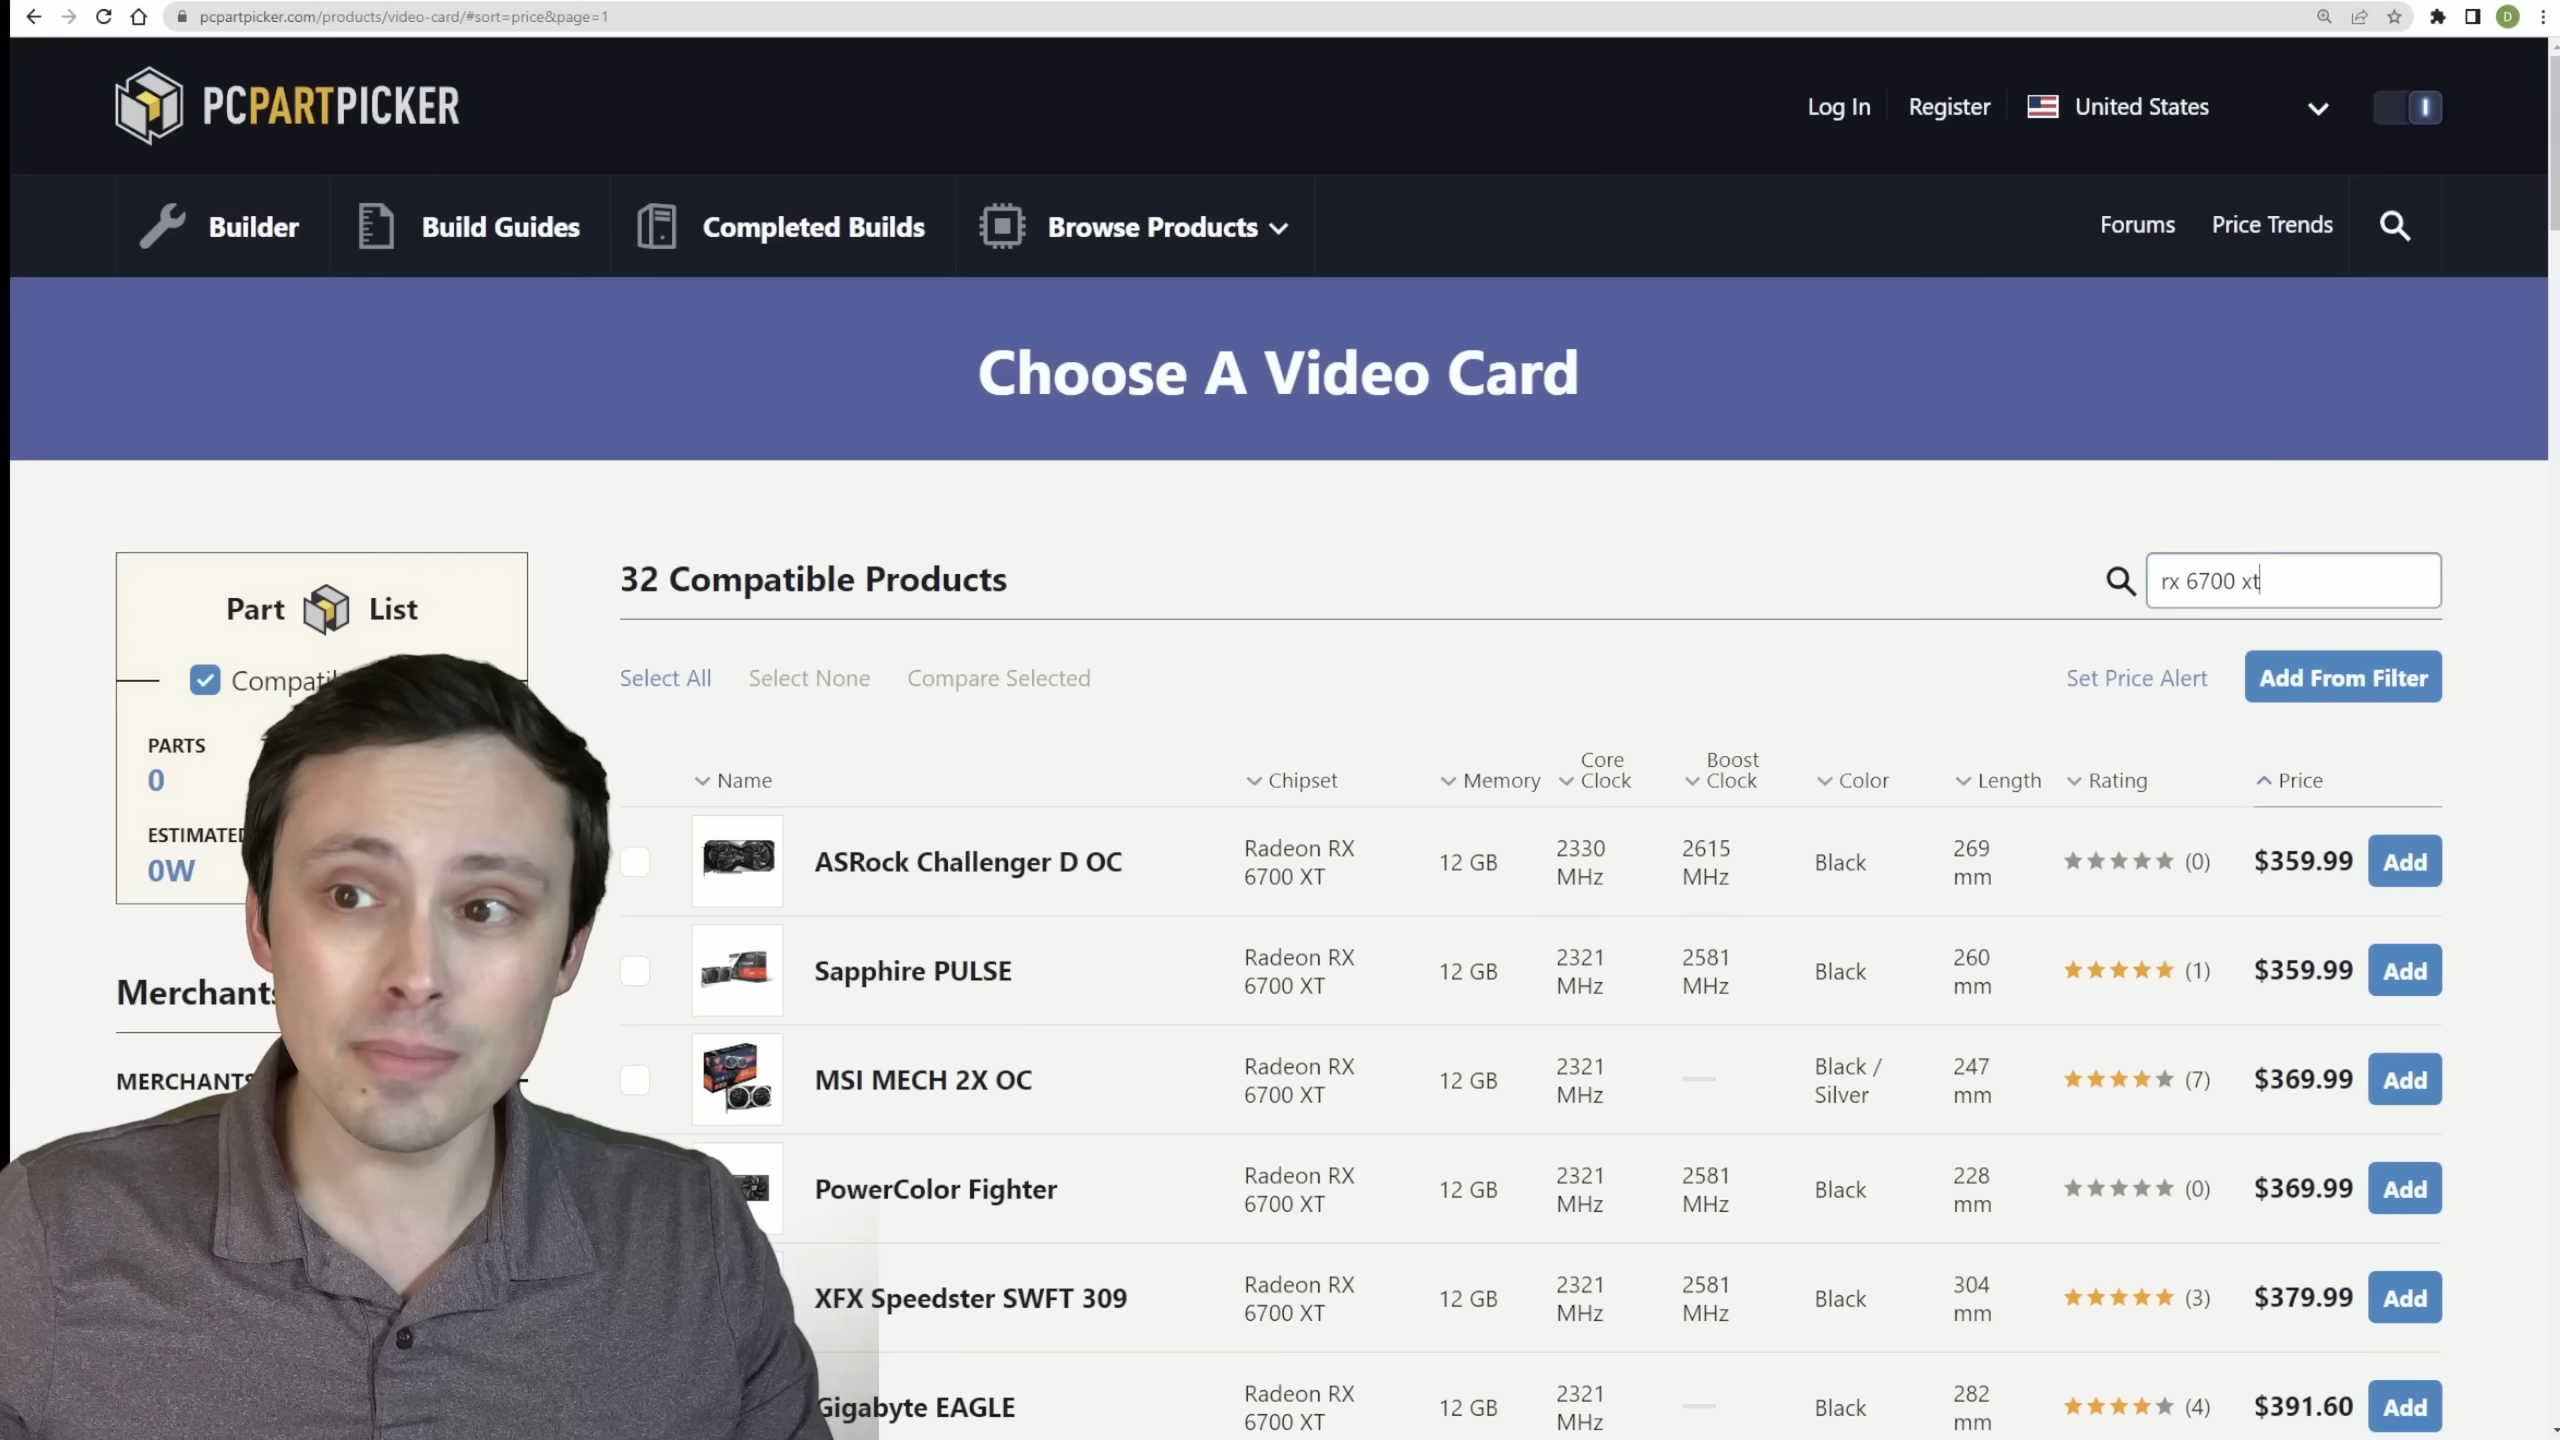 pcpartpicker.com/products/video-card/#sort=price&page=1
D
PCPARTPICKER
Log In
Register
United States
Builder
Build Guides
Completed Builds
Browse Products
Forums
Price Trends
Choose A Video Card
Part List
32 Compatible Products
rx 6700 xt
Select All
Select None
Compare Selected
Set Price Alert
Add From Filter
PARTS
0
ESTIMATED
0W
Merchants
MERCHANTS
Name Chipset Memory Core Clock Boost Clock Color Length Rating Price
ASRock Challenger D OC Radeon RX 6700 XT 12 GB 2330 MHz 2615 MHz Black 269 mm (0) $359.99 Add
Sapphire PULSE Radeon RX 6700 XT 12 GB 2321 MHz 2581 MHz Black 260 mm (1) $359.99 Add
MSI MECH 2X OC Radeon RX 6700 XT 12 GB 2321 MHz — Black / Silver 247 mm (7) $369.99 Add
PowerColor Fighter Radeon RX 6700 XT 12 GB 2321 MHz 2581 MHz Black 228 mm (0) $369.99 Add
XFX Speedster SWFT 309 Radeon RX 6700 XT 12 GB 2321 MHz 2581 MHz Black 304 mm (3) $379.99 Add
Gigabyte EAGLE Radeon RX 6700 XT 12 GB 2321 MHz — Black 282 mm (4) $391.60 Add